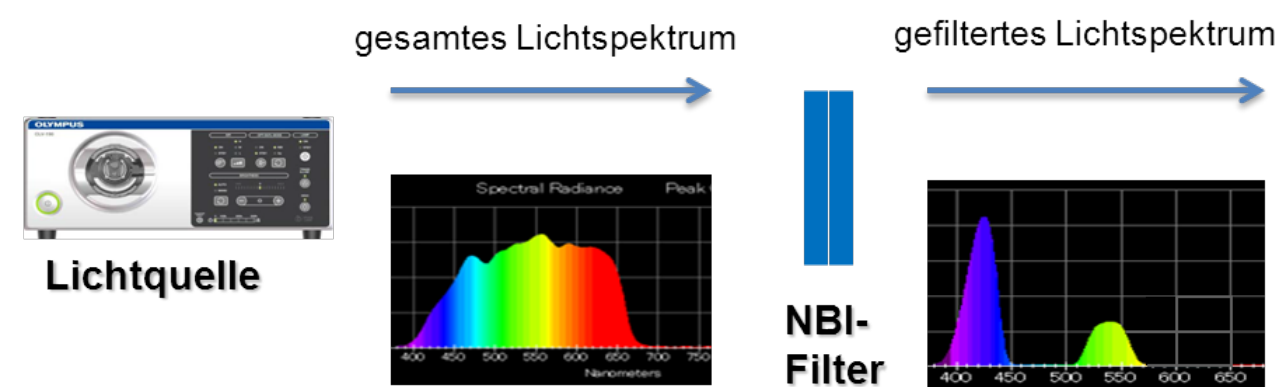 gesamtes Lichtspektrum
gefiltertes Lichtspektrum
OLYMPUS
Spectral Radiance Peak
400 450 500 550 600 650 700 750
Nanometers
Lichtquelle
NBI-
Filter
400 450 500 550 600 650